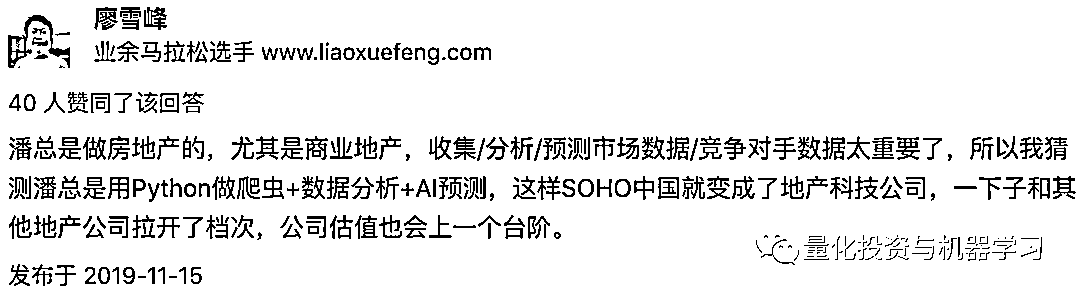 廖雪峰
业余马拉松选手 www.liaoxuefeng.com
40 人赞同了该回答
潘总是做房地产的，尤其是商业地产，收集/分析/预测市场数据/竞争对手数据太重要了，所以我猜
测潘总是用Python做爬虫+数据分析+AI预测，这样SOHO中国就变成了地产科技公司，一下子和其
他地产公司拉开了档次，公司估值也会上一个台阶。
量化投资与机器学习
发布于 2019-11-15